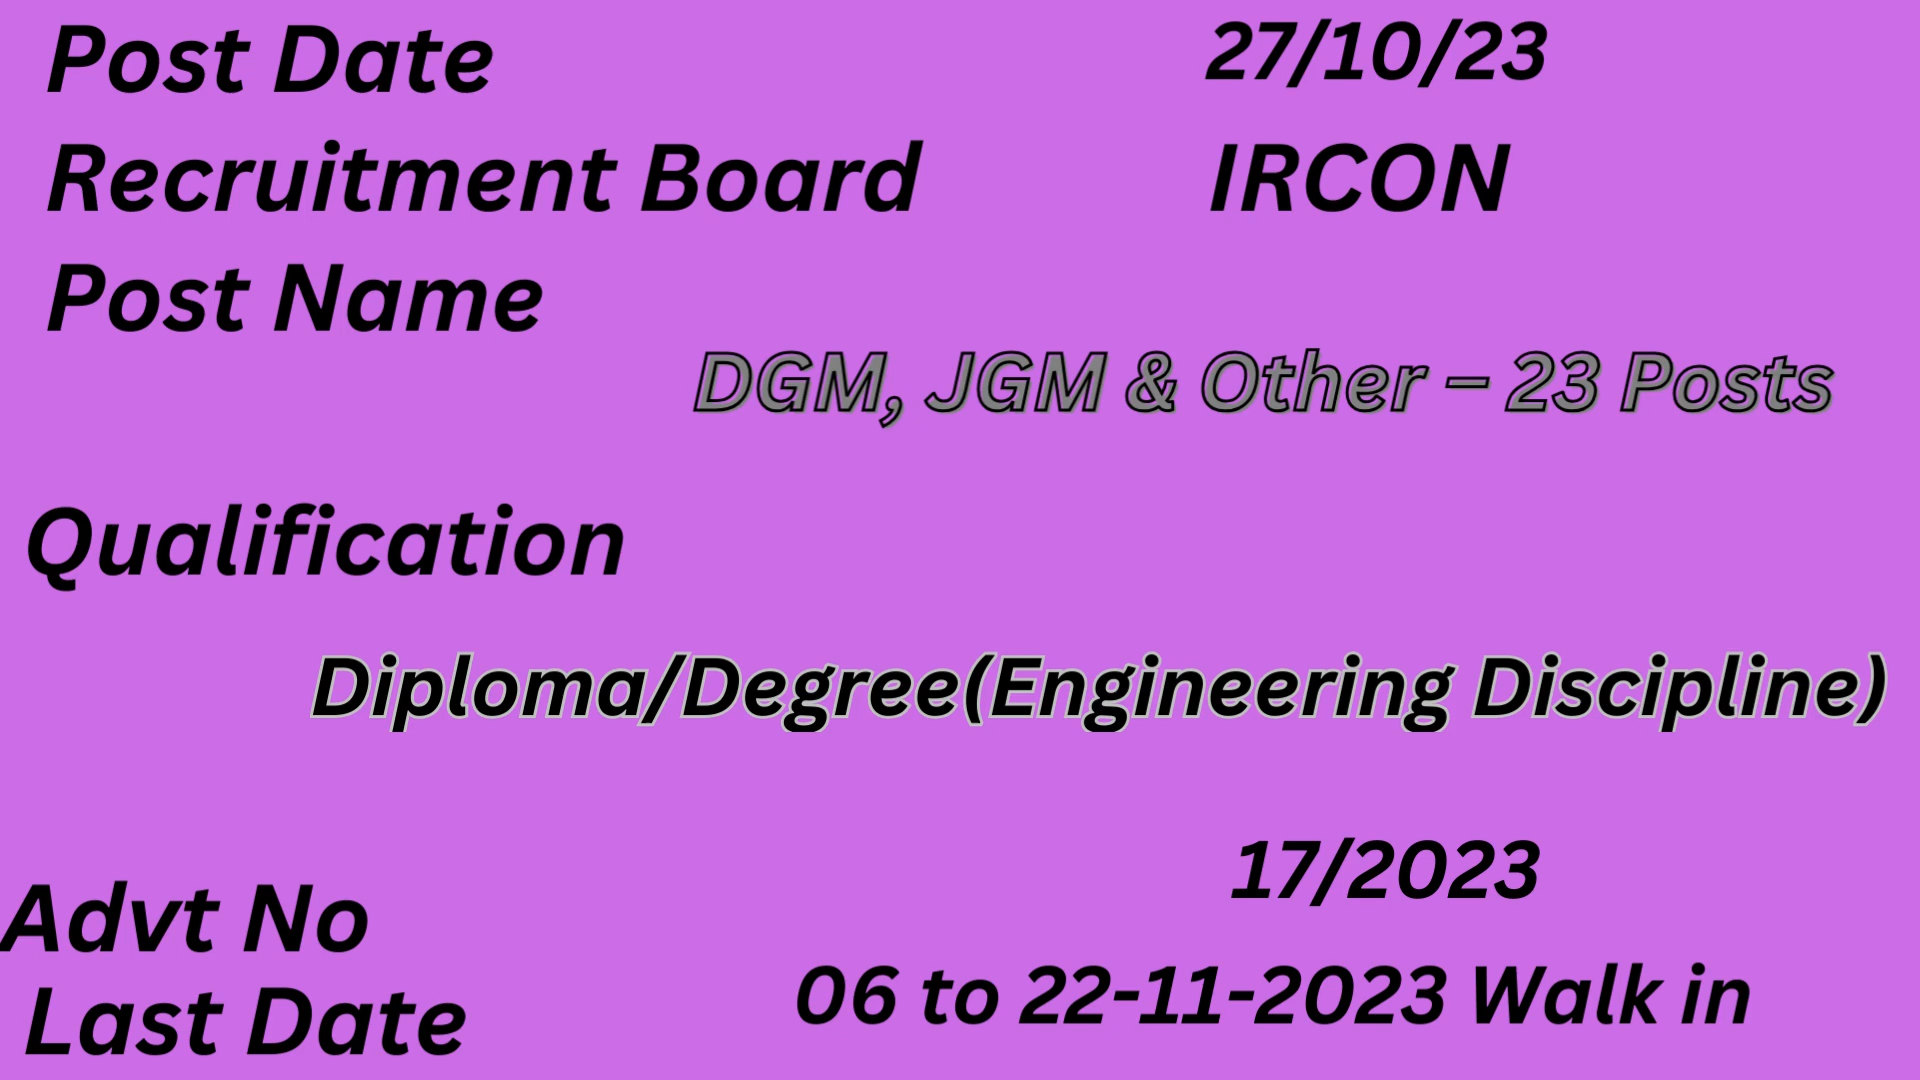 Post Date 27/10/23
Recruitment Board IRCON
Post Name
DGM, JGM & Other – 23 Posts
Qualification
Diploma/Degree(Engineering Discipline)
17/2023
Advt No
06 to 22-11-2023 Walk in
Last Date